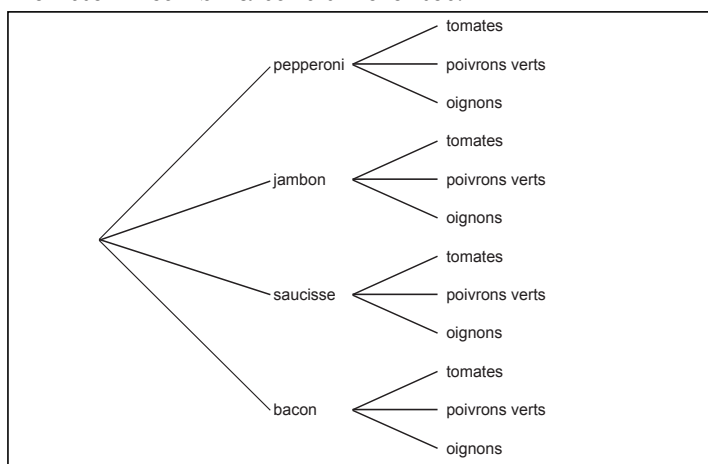 tomates
pepperoni
poivrons verts
oignons
tomates
jambon
poivrons verts
oignons
tomates
saucisse
poivrons verts
oignons
tomates
bacon
poivrons verts
oignons